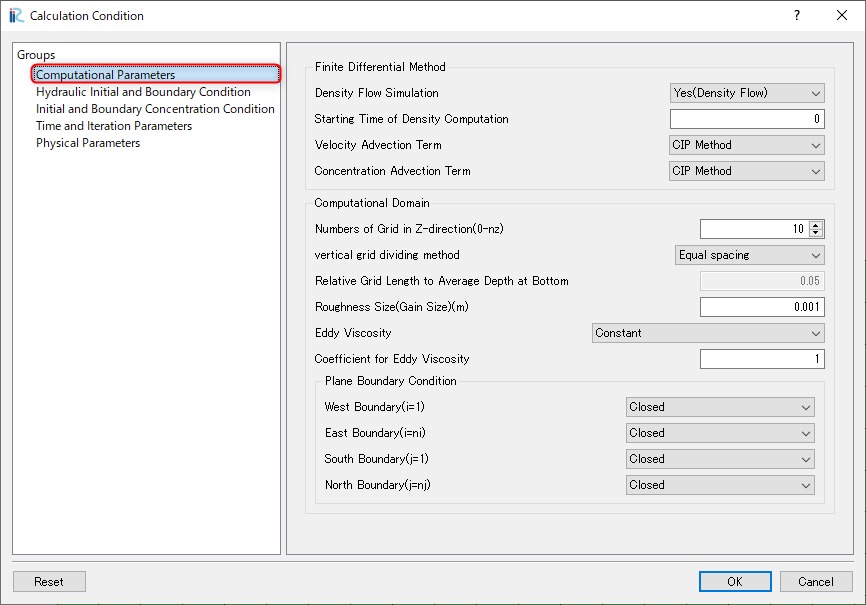 Calculation Condition
?
Groups
Computational Parameters
Hydraulic Initial and Boundary Condition
Initial and Boundary Concentration Condition
Time and Iteration Parameters
Physical Parameters
Finite Differential Method
Density Flow Simulation Yes(Density Flow)
Starting Time of Density Computation 0
Velocity Advection Term CIP Method
Concentration Advection Term CIP Method
Computational Domain
Numbers of Grid in Z-direction(0-nz) 10
vertical grid dividing method Equal spacing
Relative Grid Length to Average Depth at Bottom 0.05
Roughness Size(Gain Size)(m) 0.001
Eddy Viscosity Constant
Coefficient for Eddy Viscosity 1
Plane Boundary Condition
West Boundary(i=1) Closed
East Boundary(i=ni) Closed
South Boundary(j=1) Closed
North Boundary(j=nj) Closed
Reset OK Cancel